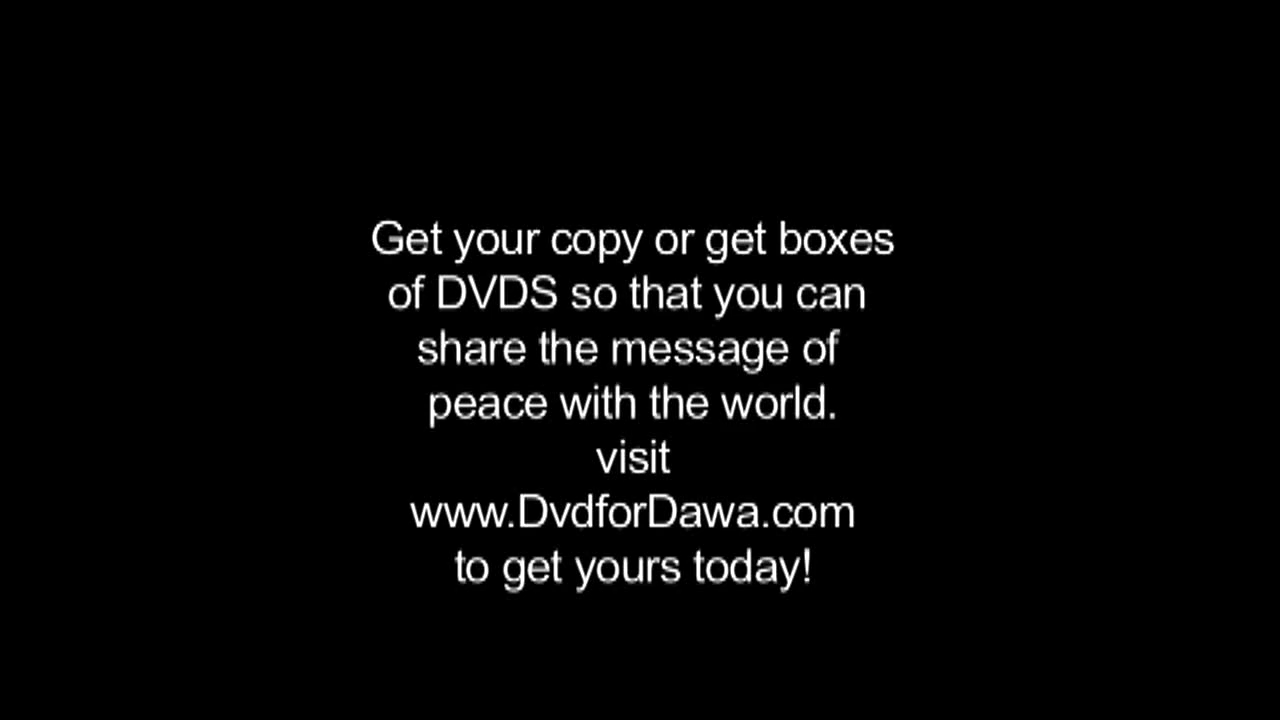 Get your copy or get boxes
of DVDS so that you can
share the message of
peace with the world.
visit
www.DvdforDawa.com
to get yours today!